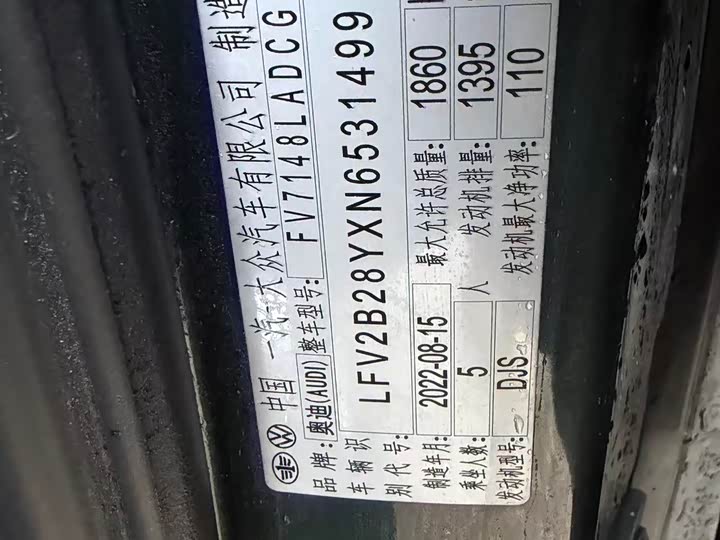 中国 一汽-大众汽车有限公司 制造
品牌: 奥迪(AUDI) 整车型号: FV7148LADCG
车辆识别代号: LFV2B28YXN6531499
制造年月: 2022-08-15 最大允许总质量: 1860
乘坐人数: 5 人 发动机排量: 1395
发动机型号: DJS 发动机最大净功率: 110